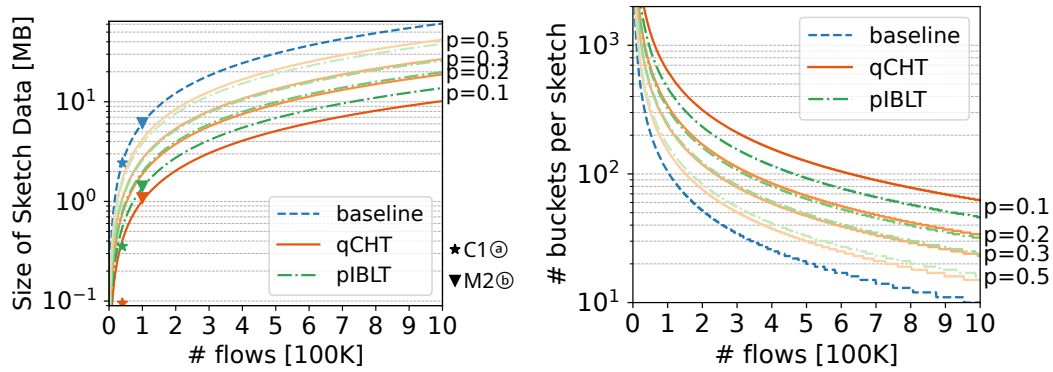 Size of Sketch Data [MB]
10¹
10⁰
10⁻¹
p=0.5
p=0.3
p=0.2
p=0.1
baseline
qCHT
pIBLT
★C1ⓐ
▼M2ⓑ
0 1 2 3 4 5 6 7 8 9 10
# flows [100K]
# buckets per sketch
10³
10²
10¹
baseline
qCHT
pIBLT
p=0.1
p=0.2
p=0.3
p=0.5
0 1 2 3 4 5 6 7 8 9 10
# flows [100K]